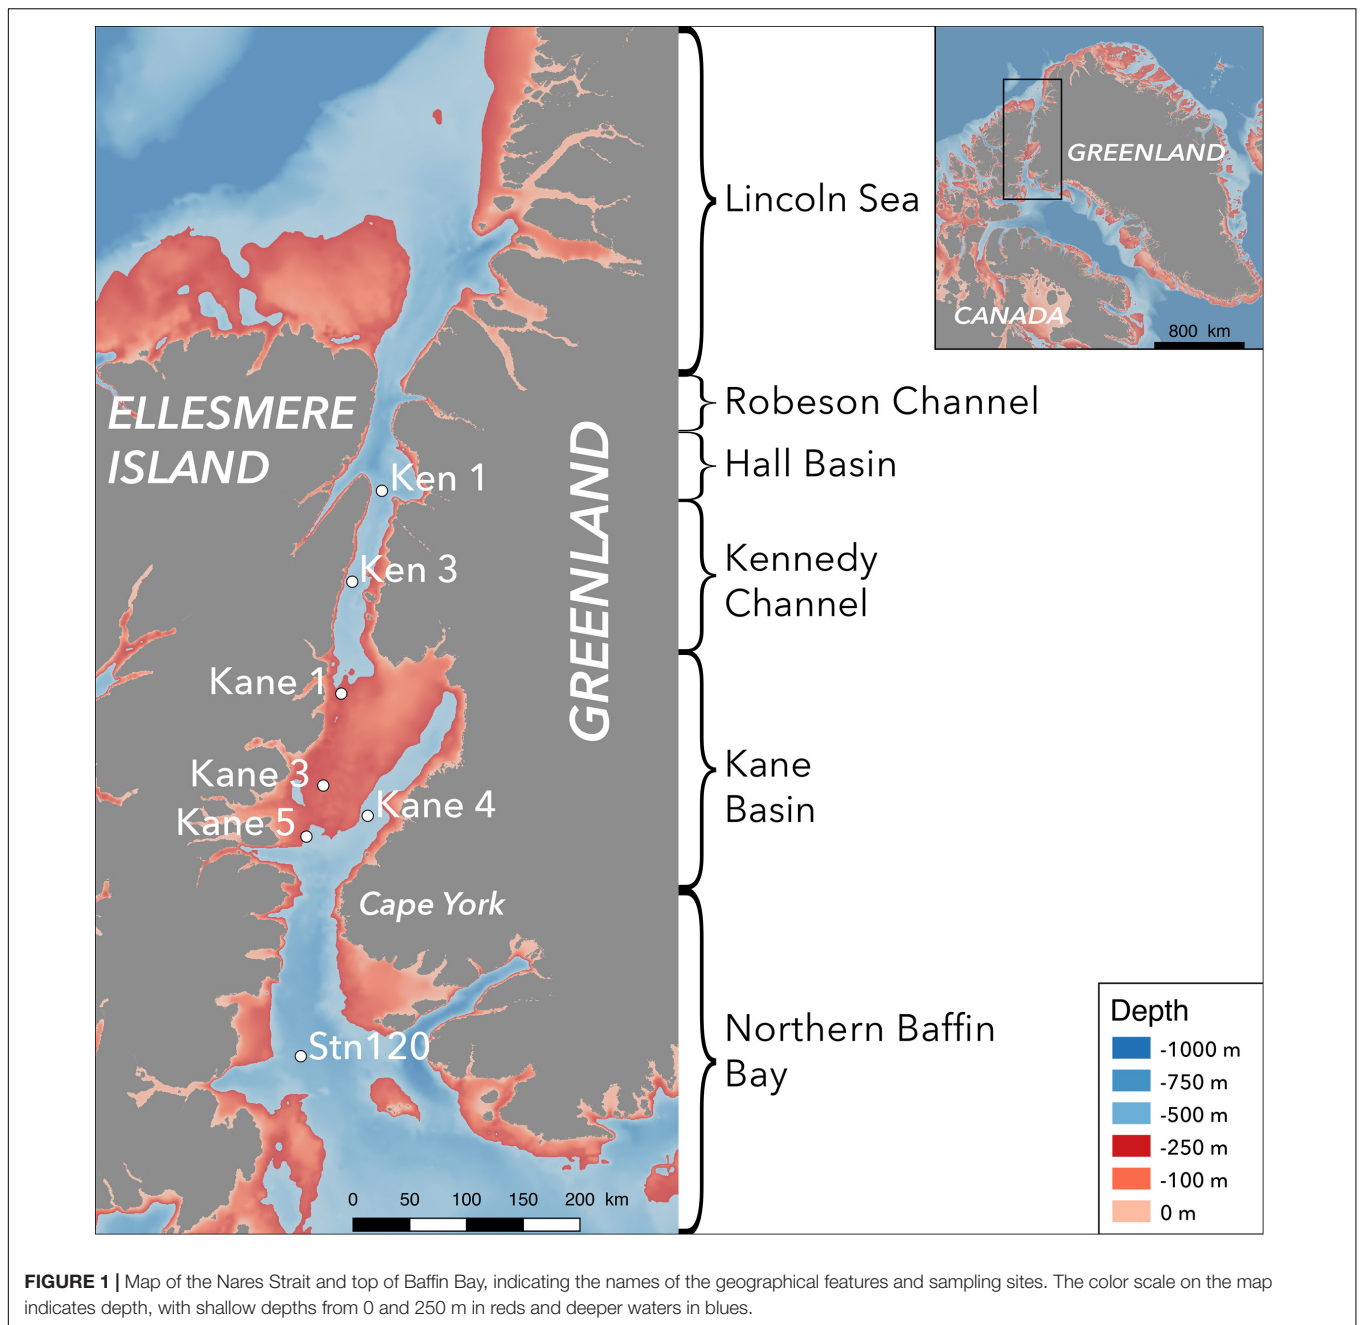 Lincoln Sea
GREENLAND
CANADA
800 km
Robeson Channel
ELLESMERE
ISLAND
Hall Basin
Ken 1
GREENLAND
Kennedy
Channel
Ken 3
Kane 1
Kane
Basin
Kane 3
Kane 4
Kane 5
Cape York
Northern Baffin
Bay
Stn120
0 50 100 150 200 km
Depth
-1000 m
-750 m
-500 m
-250 m
-100 m
0 m
FIGURE 1 | Map of the Nares Strait and top of Baffin Bay, indicating the names of the geographical features and sampling sites. The color scale on the map
indicates depth, with shallow depths from 0 and 250 m in reds and deeper waters in blues.